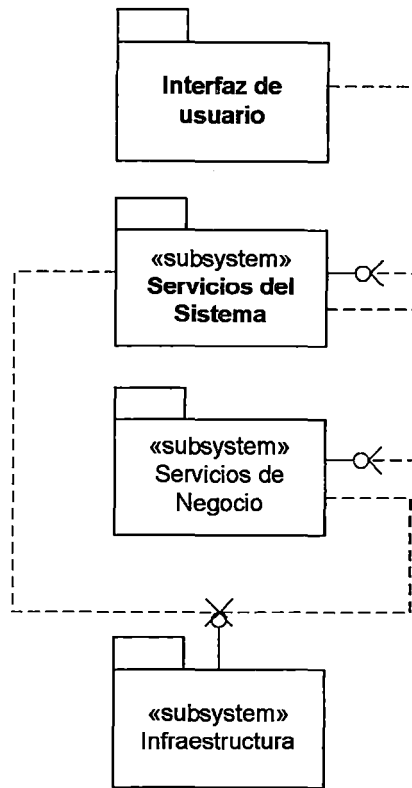 Interfaz de
usuario
«subsystem»
Servicios del
Sistema
«subsystem»
Servicios de
Negocio
«subsystem»
Infraestructura